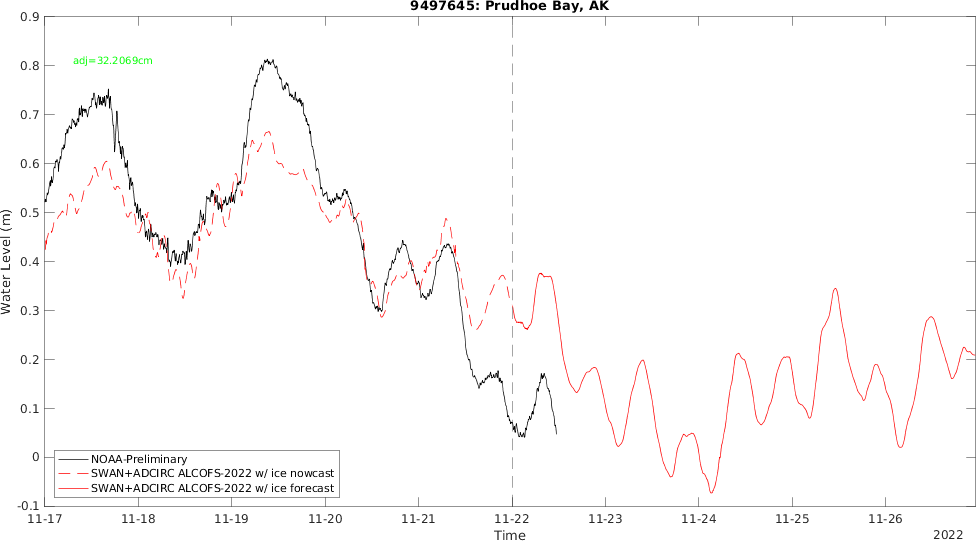 9497645: Prudhoe Bay, AK
0.9
0.8
0.7
0.6
0.5
0.4
0.3
0.2
0.1
0
-0.1
Water Level (m)
adj=32.2069cm
NOAA-Preliminary
SWAN+ADCIRC ALCOFS-2022 w/ ice nowcast
SWAN+ADCIRC ALCOFS-2022 w/ ice forecast
11-17 11-18 11-19 11-20 11-21 11-22 11-23 11-24 11-25 11-26
Time
2022